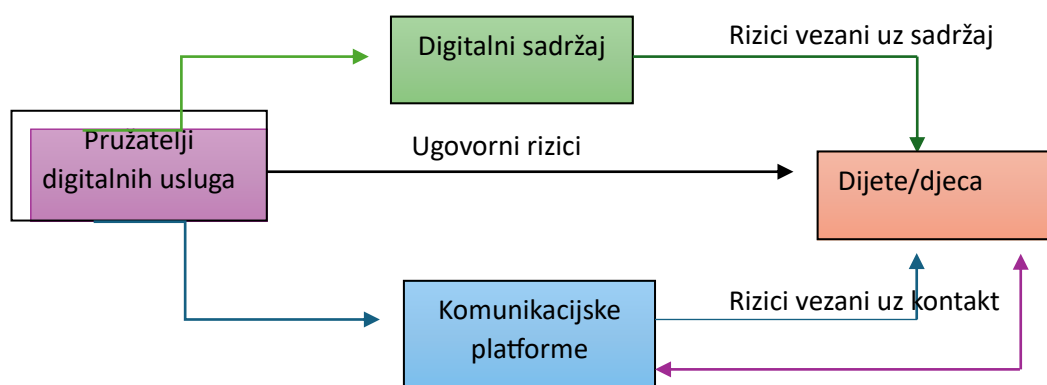 Digitalni sadržaj
Rizici vezani uz sadržaj
Pružatelji
digitalnih usluga
Ugovorni rizici
Dijete/djeca
Komunikacijske
platforme
Rizici vezani uz kontakt